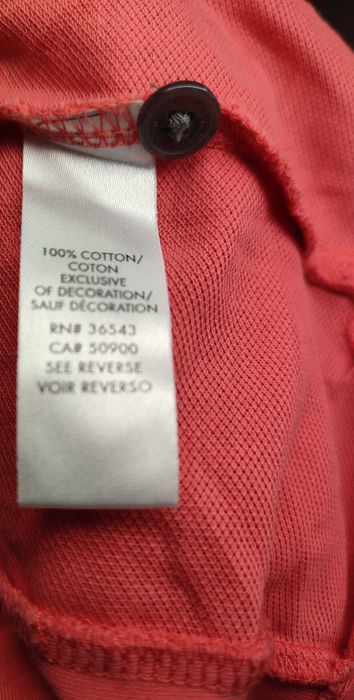 100% COTTON/
COTON
EXCLUSIVE
OF DECORATION/
SAUF DÉCORATION
RN# 36543
CA# 50900
SEE REVERSE
VOIR REVERSO